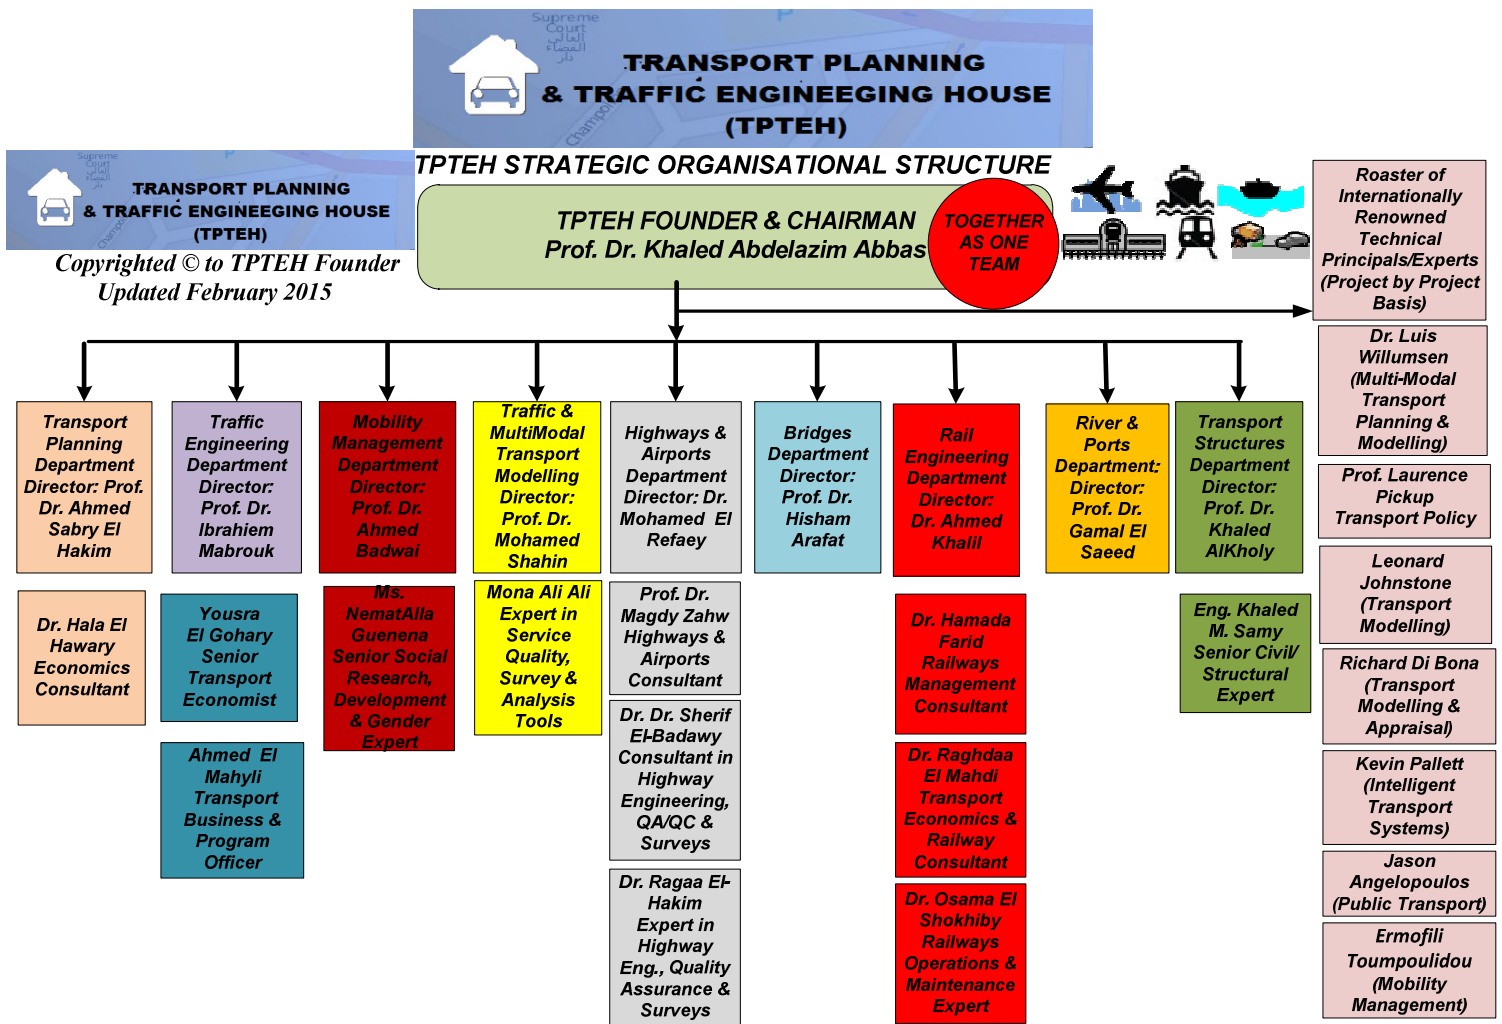 Supreme
Court
العالي
القضاء
دار
P
Champol
TRANSPORT PLANNING
& TRAFFIC ENGINEEGING HOUSE
(TPTEH)
Supreme
Court
العالي
القضاء
دار
P
Champol
TRANSPORT PLANNING
& TRAFFIC ENGINEEGING HOUSE
(TPTEH)
Copyrighted © to TPTEH Founder
Updated February 2015
TPTEH STRATEGIC ORGANISATIONAL STRUCTURE
TPTEH FOUNDER & CHAIRMAN
Prof. Dr. Khaled Abdelazim Abbas
TOGETHER
AS ONE
TEAM
Transport
Planning
Department
Director: Prof.
Dr. Ahmed
Sabry El
Hakim
Dr. Hala El
Hawary
Economics
Consultant
Traffic
Engineering
Department
Director:
Prof. Dr.
Ibrahiem
Mabrouk
Yousra
El Gohary
Senior
Transport
Economist
Ahmed El
Mahyli
Transport
Business &
Program
Officer
Mobility
Management
Department
Director:
Prof. Dr.
Ahmed
Badwai
Ms.
NematAlla
Guenena
Senior Social
Research,
Development
& Gender
Expert
Traffic &
MultiModal
Transport
Modelling
Director:
Prof. Dr.
Mohamed
Shahin
Mona Ali Ali
Expert in
Service
Quality,
Survey &
Analysis
Tools
Highways &
Airports
Department
Director: Dr.
Mohamed El
Refaey
Prof. Dr.
Magdy Zahw
Highways &
Airports
Consultant
Dr. Dr. Sherif
El-Badawy
Consultant in
Highway
Engineering,
QA/QC &
Surveys
Dr. Ragaa El-
Hakim
Expert in
Highway
Eng., Quality
Assurance &
Surveys
Bridges
Department
Director:
Prof. Dr.
Hisham
Arafat
Rail
Engineering
Department
Director:
Dr. Ahmed
Khalil
Dr. Hamada
Farid
Railways
Management
Consultant
Dr. Raghdaa
El Mahdi
Transport
Economics &
Railway
Consultant
Dr. Osama El
Shokhiby
Railways
Operations &
Maintenance
Expert
River &
Ports
Department:
Director:
Prof. Dr.
Gamal El
Saeed
Transport
Structures
Department
Director:
Prof. Dr.
Khaled
AlKholy
Eng. Khaled
M. Samy
Senior Civil/
Structural
Expert
Roaster of
Internationally
Renowned
Technical
Principals/Experts
(Project by Project
Basis)
Dr. Luis
Willumsen
(Multi-Modal
Transport
Planning &
Modelling)
Prof. Laurence
Pickup
Transport Policy
Leonard
Johnstone
(Transport
Modelling)
Richard Di Bona
(Transport
Modelling &
Appraisal)
Kevin Pallett
(Intelligent
Transport
Systems)
Jason
Angelopoulos
(Public Transport)
Ermofili
Toumpoulidou
(Mobility
Management)